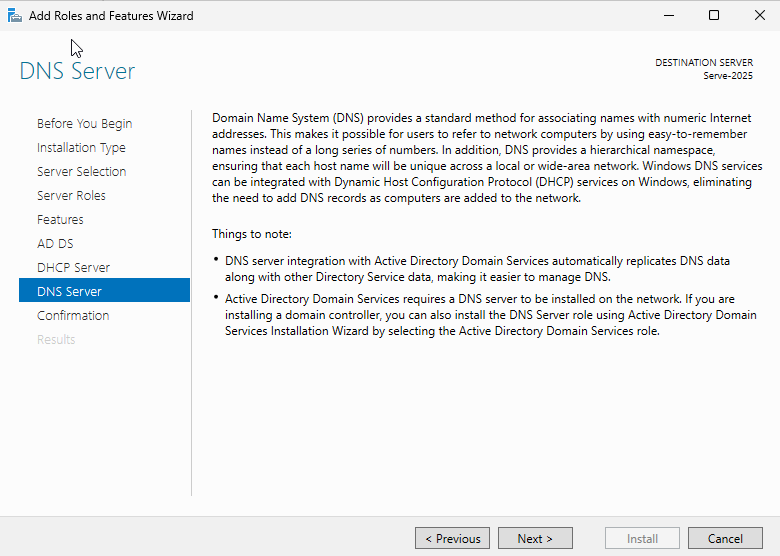 Add Roles and Features Wizard
DNS Server
DESTINATION SERVER
Serve-2025
Before You Begin
Installation Type
Server Selection
Server Roles
Features
AD DS
DHCP Server
DNS Server
Confirmation
Results
Domain Name System (DNS) provides a standard method for associating names with numeric Internet
addresses. This makes it possible for users to refer to network computers by using easy-to-remember
names instead of a long series of numbers. In addition, DNS provides a hierarchical namespace,
ensuring that each host name will be unique across a local or wide-area network. Windows DNS services
can be integrated with Dynamic Host Configuration Protocol (DHCP) services on Windows, eliminating
the need to add DNS records as computers are added to the network.
Things to note:
• DNS server integration with Active Directory Domain Services automatically replicates DNS data
along with other Directory Service data, making it easier to manage DNS.
• Active Directory Domain Services requires a DNS server to be installed on the network. If you are
installing a domain controller, you can also install the DNS Server role using Active Directory Domain
Services Installation Wizard by selecting the Active Directory Domain Services role.
< Previous
Next >
Install
Cancel